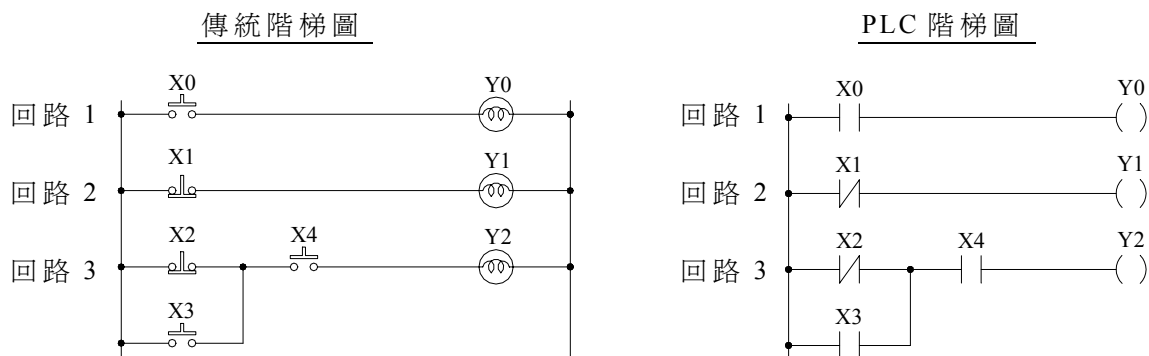 傳統階梯圖
PLC 階梯圖
X0 Y0
回路 1
X1 Y1
回路 2
X2 X4 Y2
回路 3
X3
X0 Y0
回路 1
X1 Y1
回路 2
X2 X4 Y2
回路 3
X3